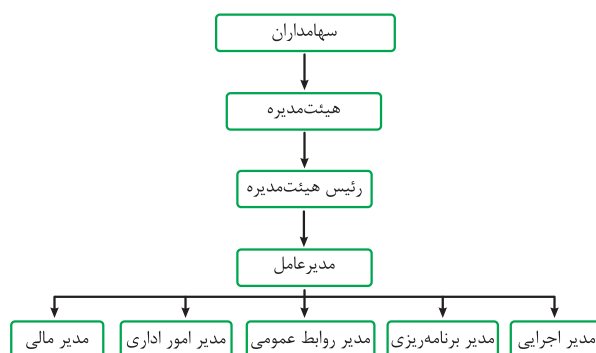 سهامداران
هیئت‌مدیره
رئیس هیئت‌مدیره
مدیرعامل
مدیر اجرایی
مدیر برنامه‌ریزی
مدیر روابط عمومی
مدیر امور اداری
مدیر مالی